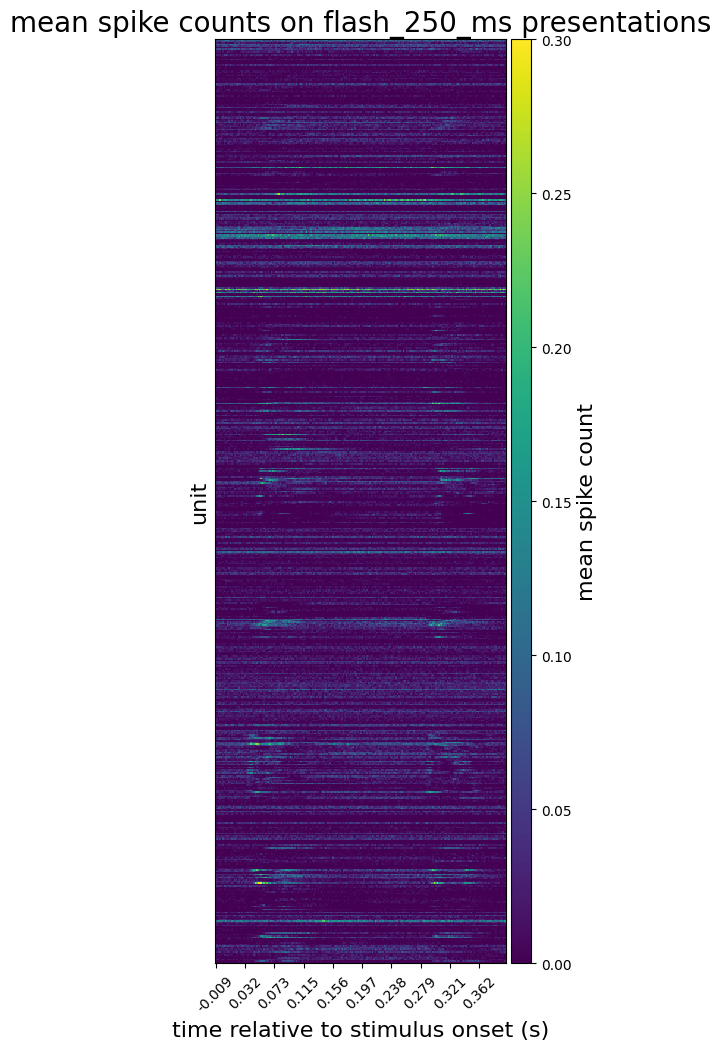 mean spike counts on flash_250_ms presentations
0.30
0.25
0.20
0.15
0.10
0.05
0.00
mean spike count
unit
-0.009 0.032 0.073 0.115 0.156 0.197 0.238 0.279 0.321 0.362
time relative to stimulus onset (s)